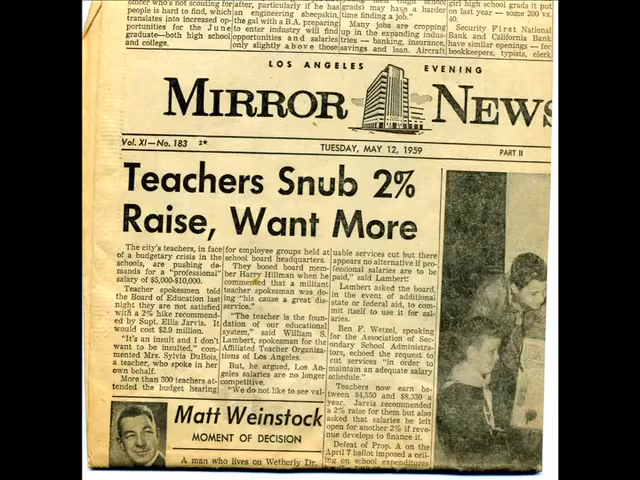 officer who's not scouting for
people is hard to find, which
translates into increased op-
portunities for the June
graduate—both high school
and college.
after, particularly if he has
an engineering sheepskin,
the gal with a B.A. preparing
to enter industry will find
opportunities and salaries
only slightly above those
grads) may have a harder
time finding a job."
Many jobs are cropping
up in the expanding indus-
tries — banking, insurance,
savings and loan. Aircraft
girl high school grads it put
on last year — some 200 vs.
40.
Security First National
Bank and California Bank
have similar openings — for
bookkeepers, typists, clerk
LOS ANGELES EVENING
MIRROR NEWS
Vol. XI—No. 183 2*
TUESDAY, MAY 12, 1959
PART II
Teachers Snub 2%
Raise, Want More
The city's teachers, in face
of a budgetary crisis in the
schools, are pushing de-
mands for a "professional"
salary of $5,000-$10,000.
Teacher spokesmen told
the Board of Education last
night they are not satisfied
with a 2% hike recommend-
ed by Supt. Ellis Jarvis. It
would cost $2.9 million.
"It's an insult and I don't
want to be insulted," com-
mented Mrs. Sylvia DuBois,
a teacher, who spoke in her
own behalf.
More than 300 teachers at-
tended the budget hearing
for employee groups held at
school board headquarters.
They booed board mem-
ber Harry Hillman when he
commented that a militant
teacher spokesman was do-
ing "his cause a great dis-
service."
"The teacher is the foun-
dation of our educational
system," said William S.
Lambert, spokesman for the
Affiliated Teacher Organiza-
tions of Los Angeles.
But, he argued, Los An-
geles salaries are no longer
competitive.
"We do not like to see val-
uable services cut but there
appears no alternative if pro-
fessional salaries are to be
paid," said Lambert
Lambert asked the board,
in the event of additional
state or federal aid, to com-
mit itself to use it for sal-
aries.
Ben F. Wetzel, speaking
for the Association of Sec-
ondary School Administra-
tors, echoed the request to
cut services "in order to
maintain an adequate salary
schedule."
Teachers now earn be-
tween $4,550 and $8,330 a
year. Jarvis recommended
a 2% raise for them but also
asked that salaries be left
open for another 2% if reve-
nue develops to finance it.
Defeat of Prop. A on the
April 7 ballot imposed a ceil-
ing on school expenditures
Matt Weinstock
MOMENT OF DECISION
A man who lives on Wetherly Dr.